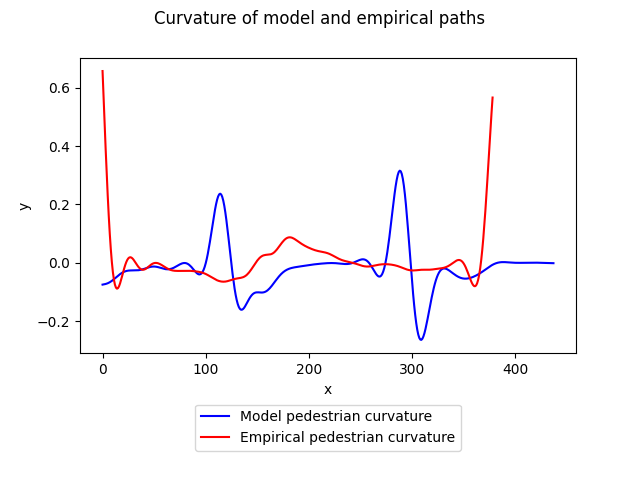 Curvature of model and empirical paths
0.6
0.4
0.2
0.0
−0.2
y
0 100 200 300 400
x
Model pedestrian curvature
Empirical pedestrian curvature